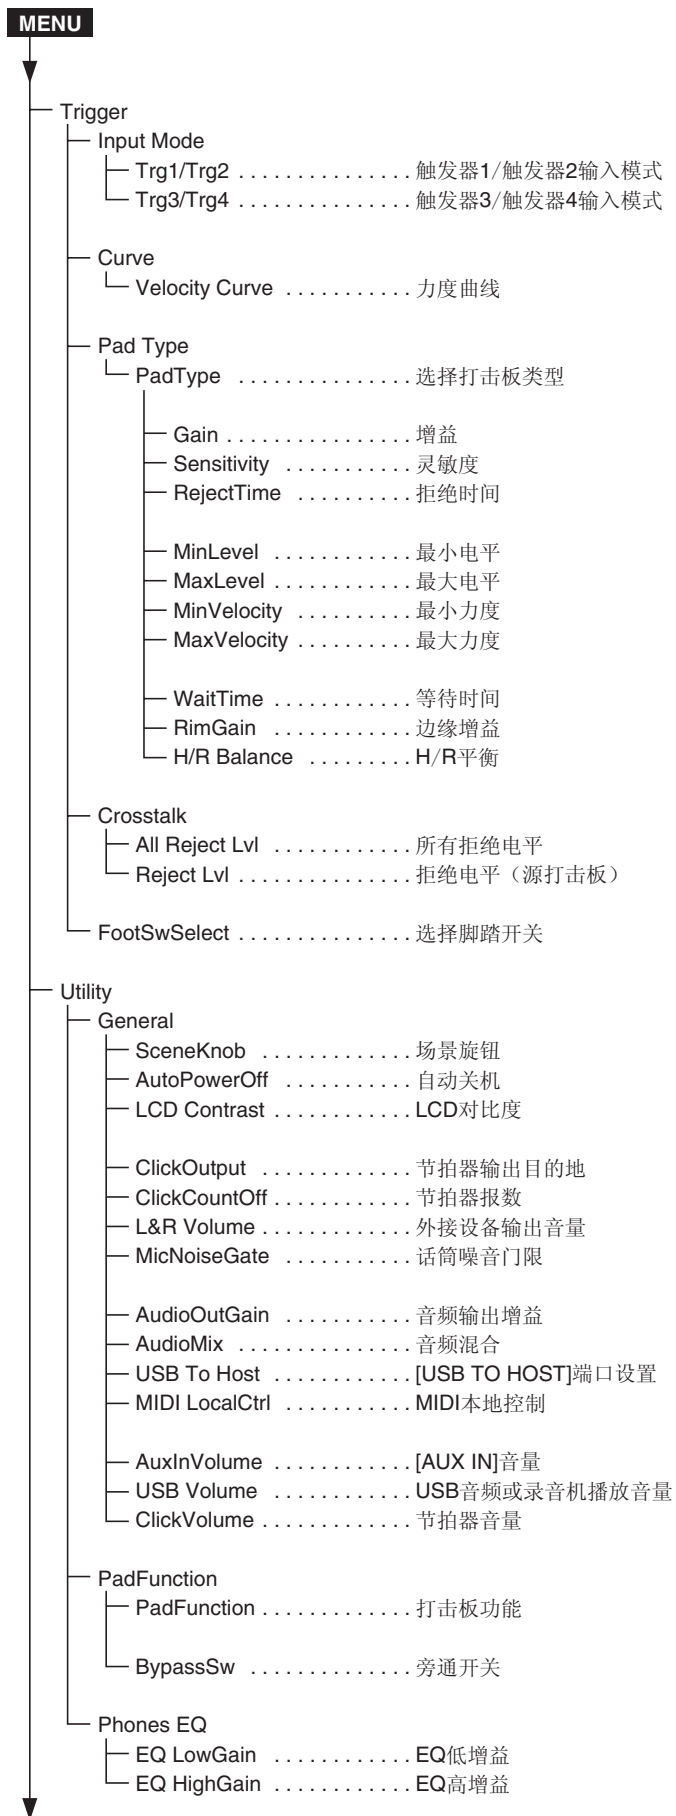 MENU
Trigger
Input Mode
Trg1/Trg2 . . . . . . . . . . . . . . . 触发器1/触发器2输入模式
Trg3/Trg4 . . . . . . . . . . . . . . . 触发器3/触发器4输入模式
Curve
Velocity Curve . . . . . . . . . . . 力度曲线
Pad Type
PadType . . . . . . . . . . . . . . . 选择打击板类型
Gain . . . . . . . . . . . . . . . . 增益
Sensitivity . . . . . . . . . . . 灵敏度
RejectTime . . . . . . . . . . 拒绝时间
MinLevel . . . . . . . . . . . . 最小电平
MaxLevel . . . . . . . . . . . . 最大电平
MinVelocity . . . . . . . . . . 最小力度
MaxVelocity . . . . . . . . . . 最大力度
WaitTime . . . . . . . . . . . . 等待时间
RimGain . . . . . . . . . . . . 边缘增益
H/R Balance . . . . . . . . . H/R平衡
Crosstalk
All Reject Lvl . . . . . . . . . . . . 所有拒绝电平
Reject Lvl . . . . . . . . . . . . . . . 拒绝电平（源打击板）
FootSwSelect . . . . . . . . . . . . . . . 选择脚踏开关
Utility
General
SceneKnob . . . . . . . . . . . . . 场景旋钮
AutoPowerOff . . . . . . . . . . . 自动关机
LCD Contrast . . . . . . . . . . . . LCD对比度
ClickOutput . . . . . . . . . . . . . 节拍器输出目的地
ClickCountOff . . . . . . . . . . . . 节拍器报数
L&R Volume . . . . . . . . . . . . . 外接设备输出音量
MicNoiseGate . . . . . . . . . . . 话筒噪音门限
AudioOutGain . . . . . . . . . . . 音频输出增益
AudioMix . . . . . . . . . . . . . . . 音频混合
USB To Host . . . . . . . . . . . . [USB TO HOST]端口设置
MIDI LocalCtrl . . . . . . . . . . . MIDI本地控制
AuxInVolume . . . . . . . . . . . . [AUX IN]音量
USB Volume . . . . . . . . . . . . USB音频或录音机播放音量
ClickVolume . . . . . . . . . . . . . 节拍器音量
PadFunction
PadFunction . . . . . . . . . . . . . 打击板功能
BypassSw . . . . . . . . . . . . . . 旁通开关
Phones EQ
EQ LowGain . . . . . . . . . . . . EQ低增益
EQ HighGain . . . . . . . . . . . . EQ高增益